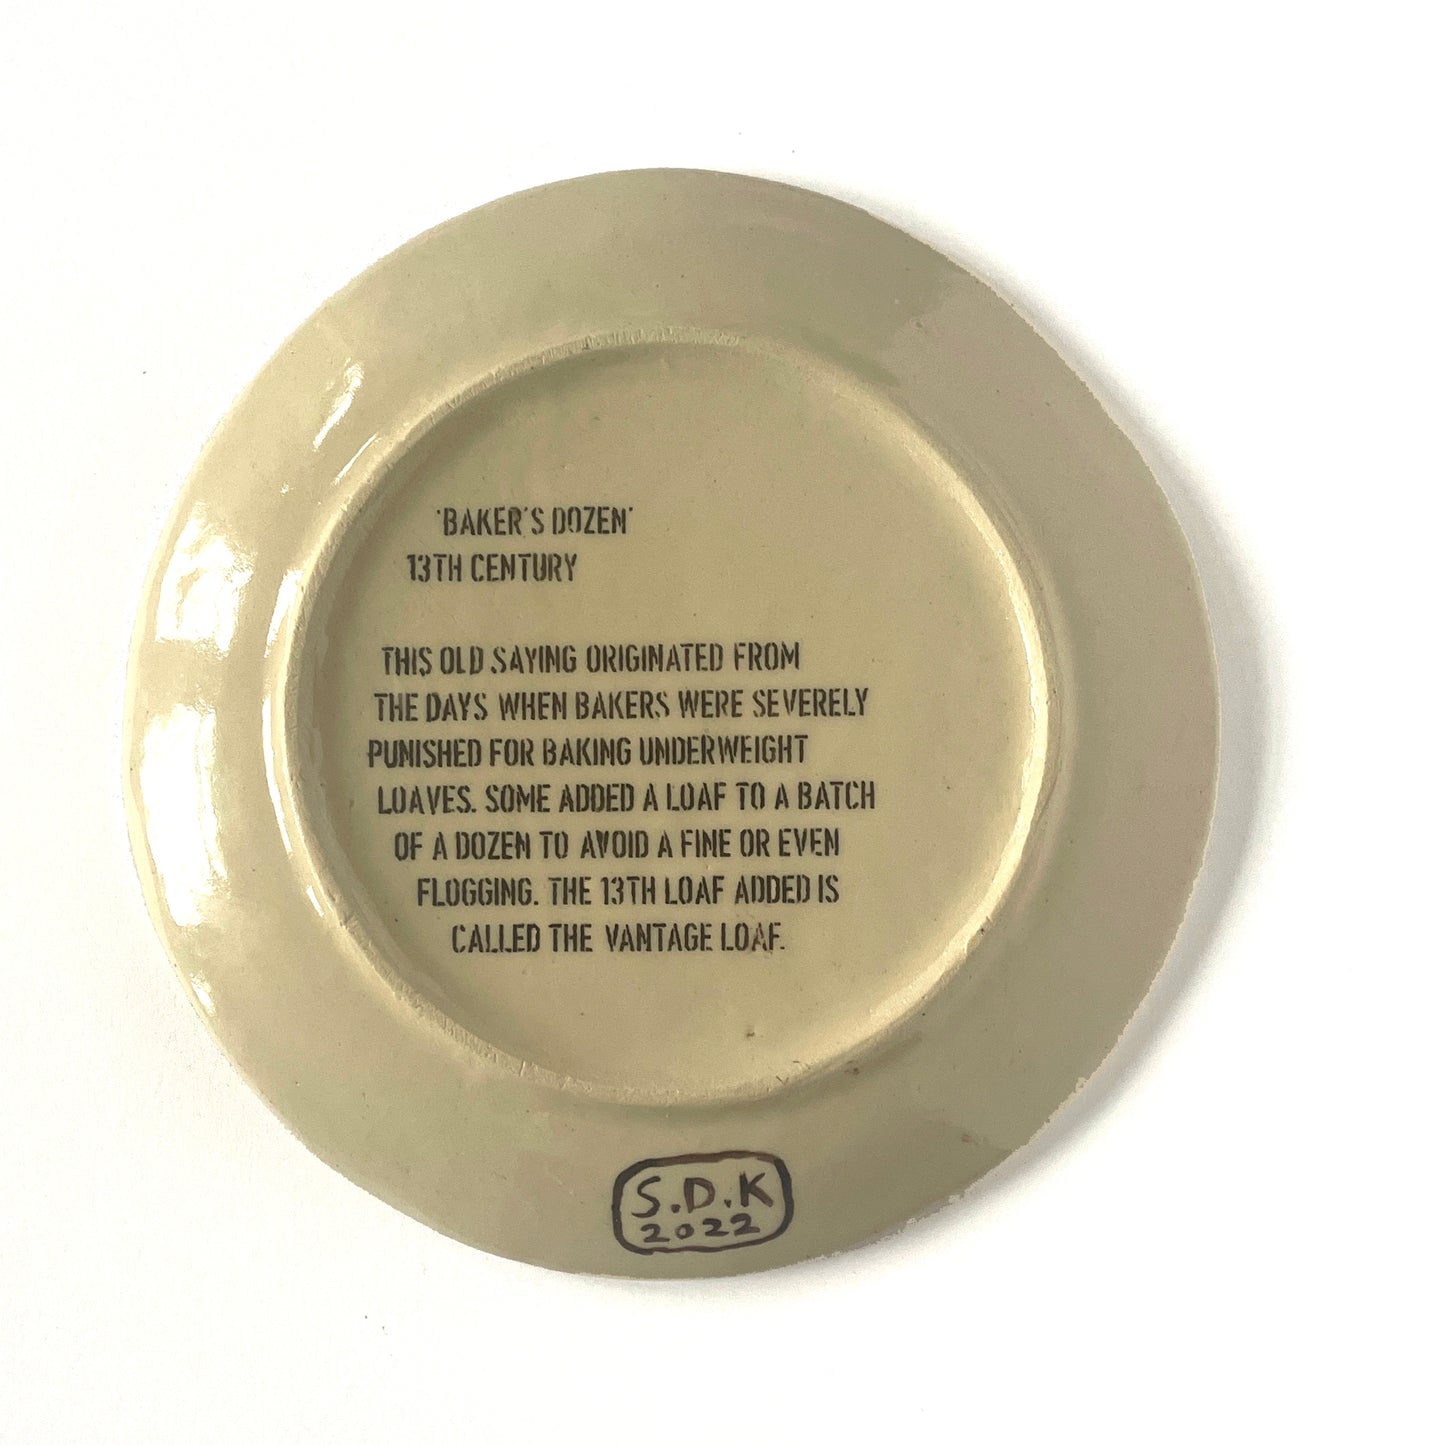 'BAKER'S DOZEN'
13TH CENTURY
THIS OLD SAYING ORIGINATED FROM
THE DAYS WHEN BAKERS WERE SEVERELY
PUNISHED FOR BAKING UNDERWEIGHT
LOAVES. SOME ADDED A LOAF TO A BATCH
OF A DOZEN TO AVOID A FINE OR EVEN
FLOGGING. THE 13TH LOAF ADDED IS
CALLED THE VANTAGE LOAF.
S.D.K
2022